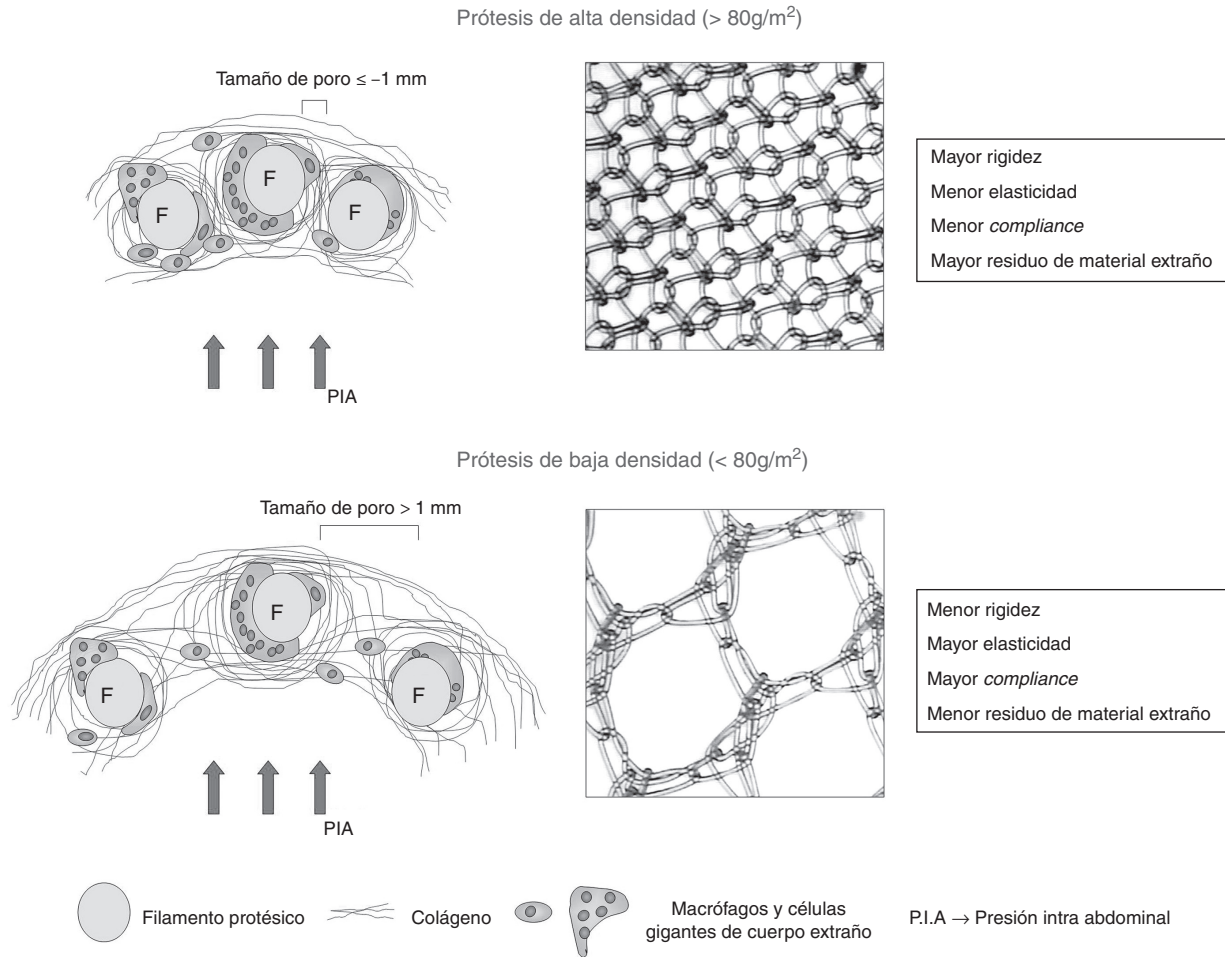 Prótesis de alta densidad (> 80g/m²)
Tamaño de poro ≤ −1 mm
F
F
F
PIA
Mayor rigidez
Menor elasticidad
Menor compliance
Mayor residuo de material extraño
Prótesis de baja densidad (< 80g/m²)
Tamaño de poro > 1 mm
F
F
F
PIA
Menor rigidez
Mayor elasticidad
Mayor compliance
Menor residuo de material extraño
Filamento protésico
Colágeno
Macrófagos y células
gigantes de cuerpo extraño
P.I.A → Presión intra abdominal